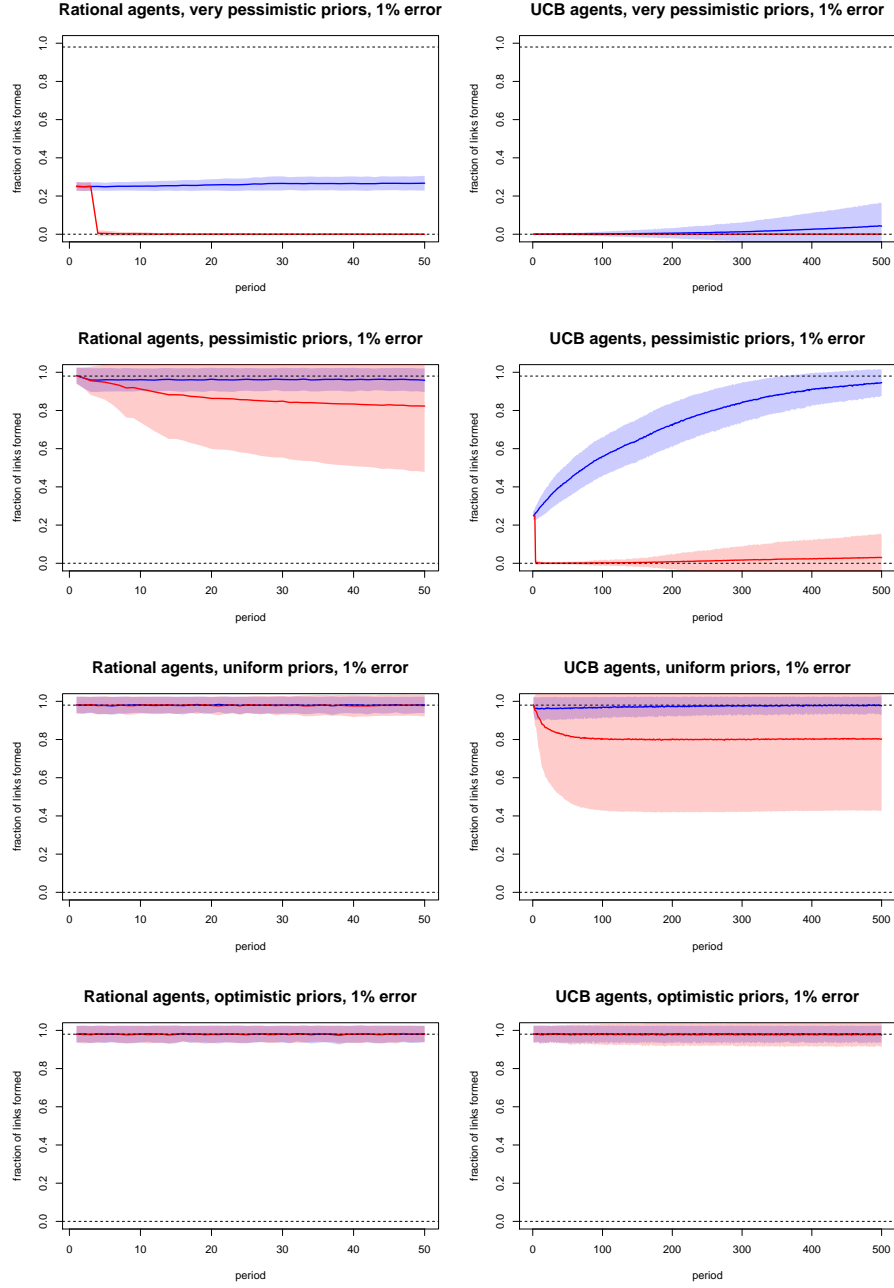 Rational agents, very pessimistic priors, 1% error
fraction of links formed
1.0
0.8
0.6
0.4
0.2
0.0
0 10 20 30 40 50
period
UCB agents, very pessimistic priors, 1% error
fraction of links formed
1.0
0.8
0.6
0.4
0.2
0.0
0 100 200 300 400 500
period
Rational agents, pessimistic priors, 1% error
fraction of links formed
1.0
0.8
0.6
0.4
0.2
0.0
0 10 20 30 40 50
period
UCB agents, pessimistic priors, 1% error
fraction of links formed
1.0
0.8
0.6
0.4
0.2
0.0
0 100 200 300 400 500
period
Rational agents, uniform priors, 1% error
fraction of links formed
1.0
0.8
0.6
0.4
0.2
0.0
0 10 20 30 40 50
period
UCB agents, uniform priors, 1% error
fraction of links formed
1.0
0.8
0.6
0.4
0.2
0.0
0 100 200 300 400 500
period
Rational agents, optimistic priors, 1% error
fraction of links formed
1.0
0.8
0.6
0.4
0.2
0.0
0 10 20 30 40 50
period
UCB agents, optimistic priors, 1% error
fraction of links formed
1.0
0.8
0.6
0.4
0.2
0.0
0 100 200 300 400 500
period